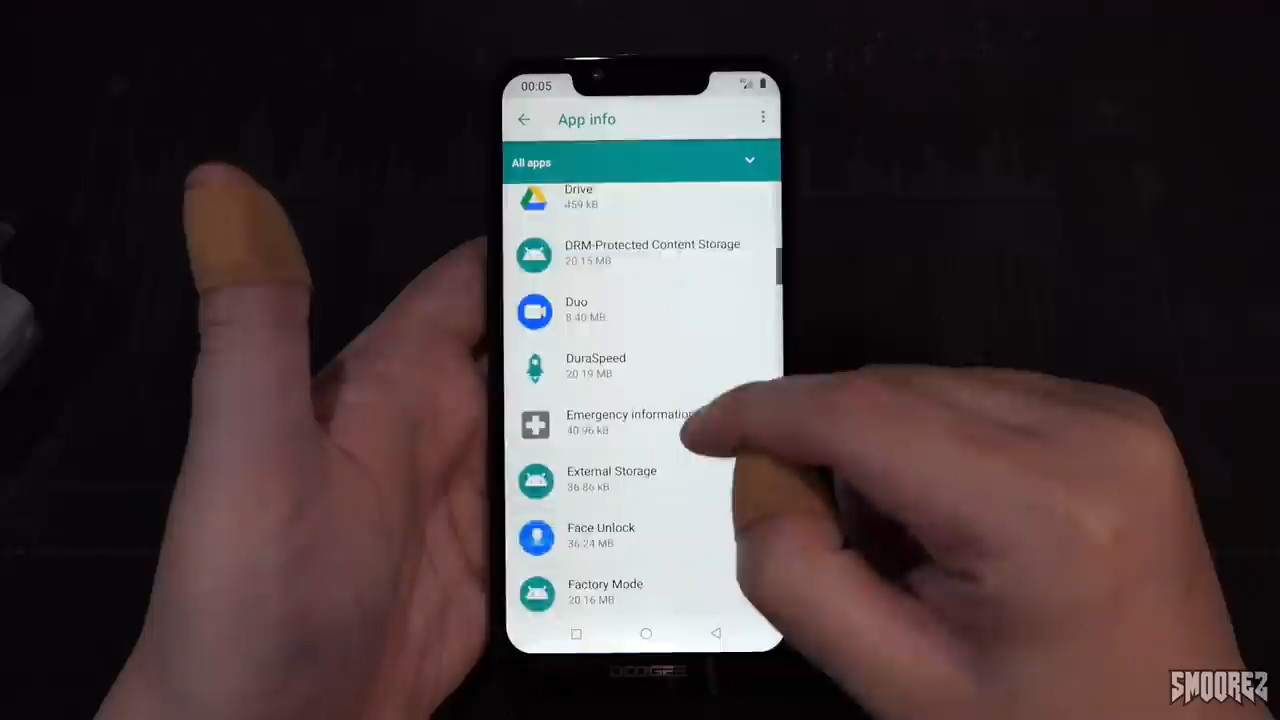 00:05
App info
All apps
Drive
459 kB
DRM-Protected Content Storage
20.15 MB
Duo
8.40 MB
DuraSpeed
20.19 MB
Emergency information
40.96 kB
External Storage
36.86 kB
Face Unlock
36.24 MB
Factory Mode
20.16 MB
DOOGEE
SMOOREZ